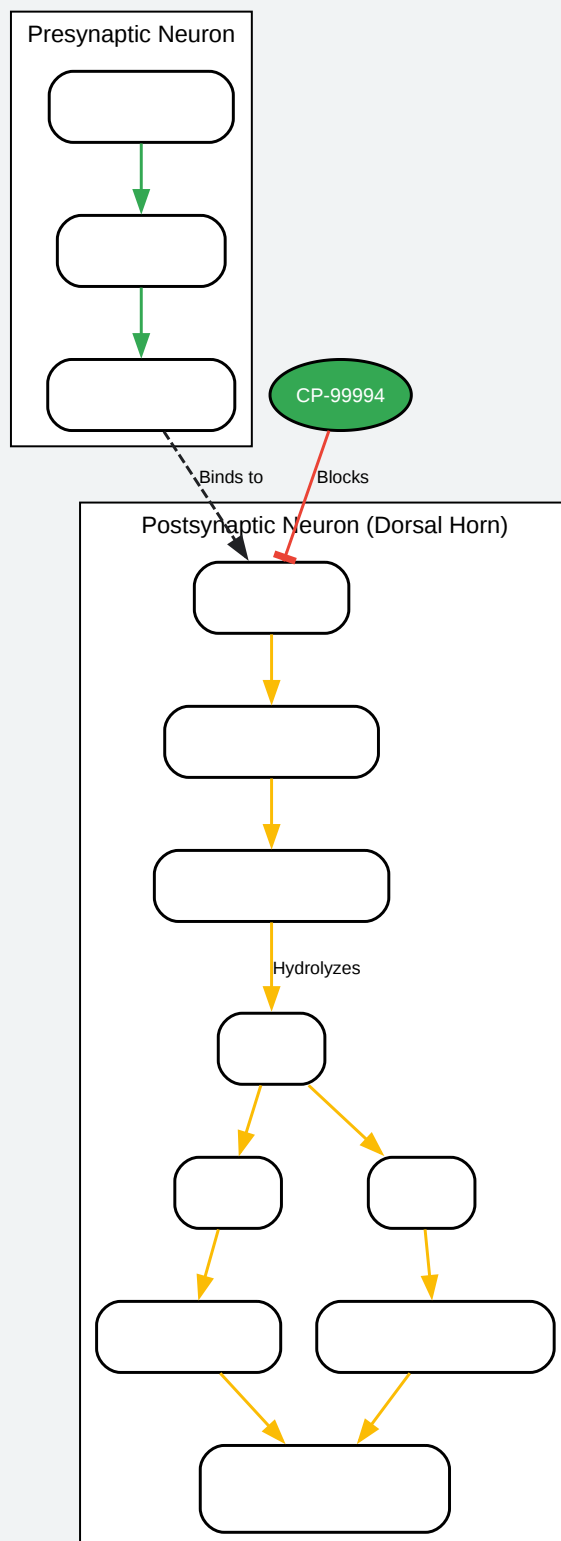 Presynaptic Neuron
CP-99994
Binds to
Blocks
Postsynaptic Neuron (Dorsal Horn)
Hydrolyzes